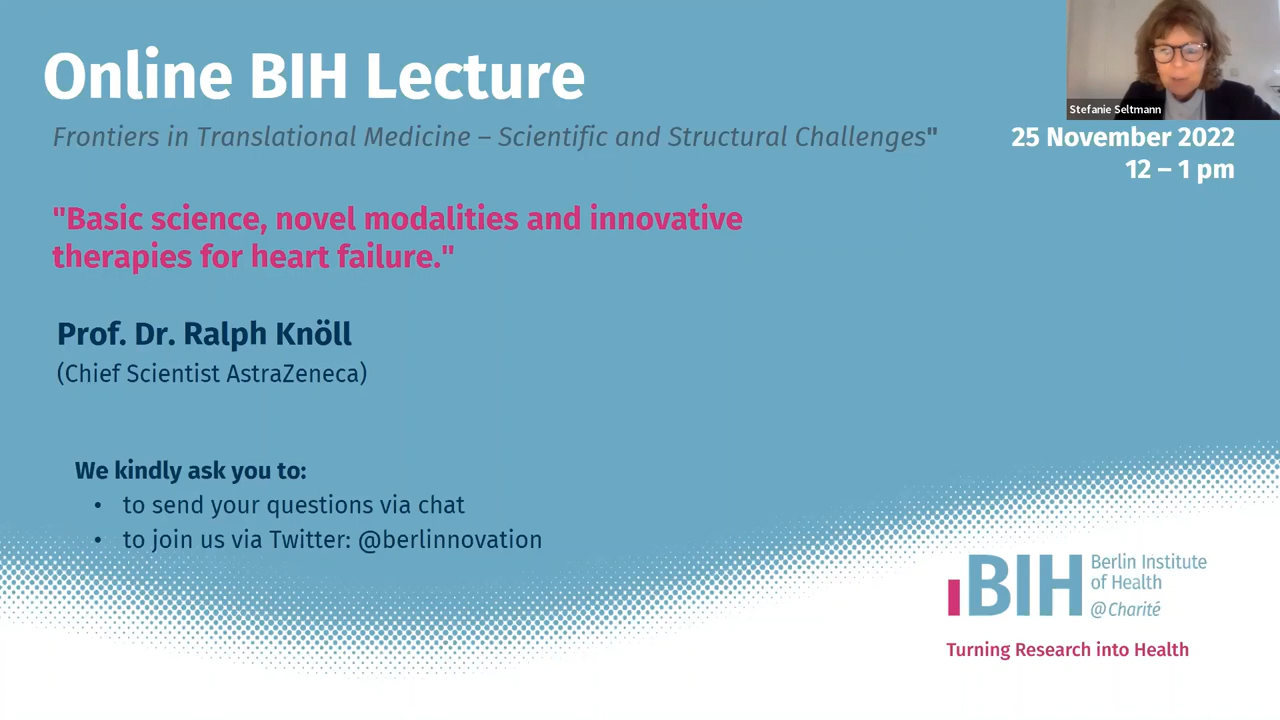 Online BIH Lecture
Frontiers in Translational Medicine – Scientific and Structural Challenges"
Stefanie Seltmann
25 November 2022
12 – 1 pm
"Basic science, novel modalities and innovative
therapies for heart failure."
Prof. Dr. Ralph Knöll
(Chief Scientist AstraZeneca)
We kindly ask you to:
• to send your questions via chat
• to join us via Twitter: @berlinnovation
BIH
Berlin Institute
of Health
@Charité
Turning Research into Health